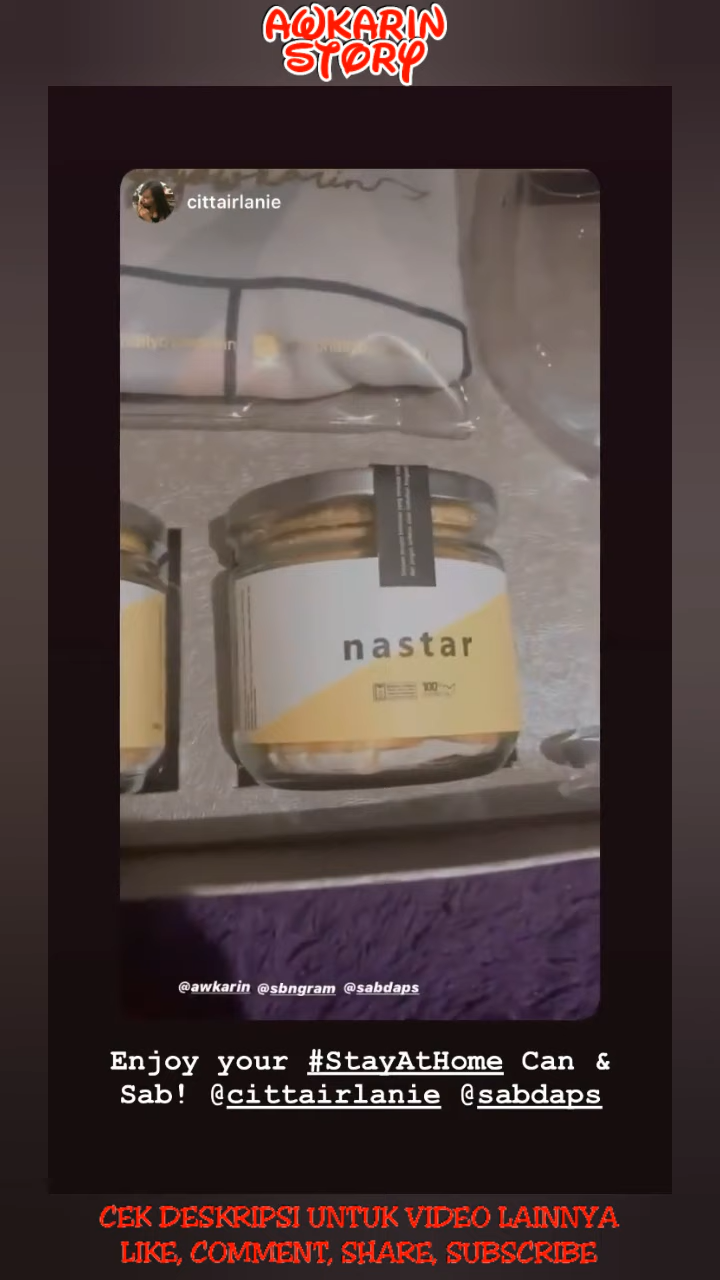 AWKARIN
STORY
cittairlanie
nastar
100%
@awkarin @sbngram @sabdaps
Enjoy your #StayAtHome Can &
Sab! @cittairlanie @sabdaps
CEK DESKRIPSI UNTUK VIDEO LAINNYA
LIKE, COMMENT, SHARE, SUBSCRIBE